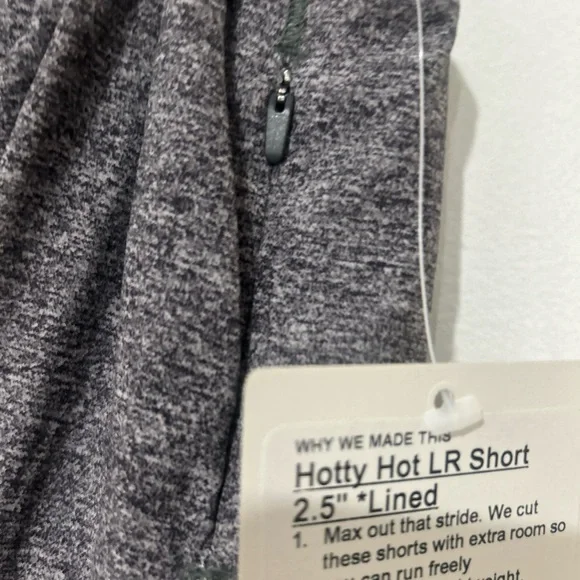 WHY WE MADE THIS
Hotty Hot LR Short
2.5" *Lined
1. Max out that stride. We cut
these shorts with extra room so
can run freely